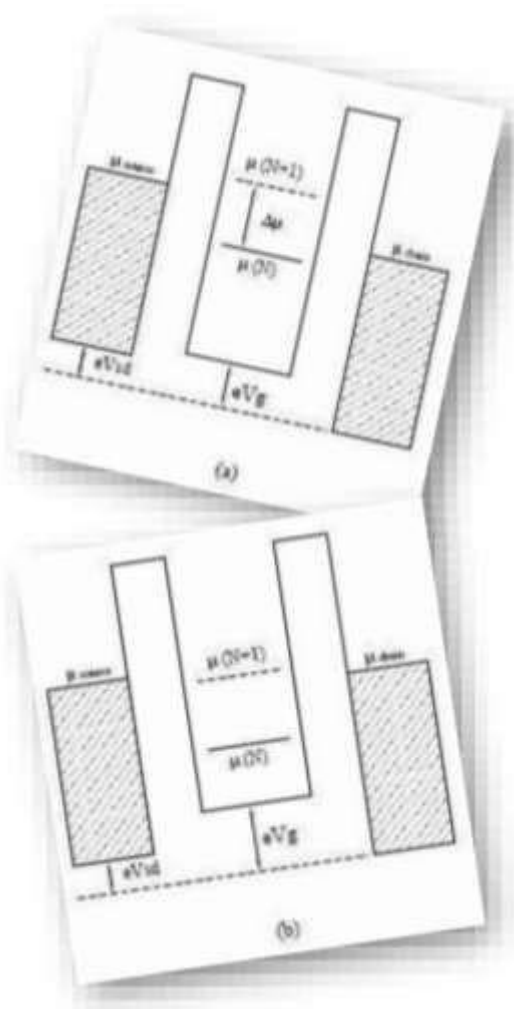 μ (N+1)
μ source
Δμ
μ (N)
μ drain
eVsd
eVg
(a)
μ (N+1)
μ source
μ drain
μ (N)
eVg
eVsd
(b)